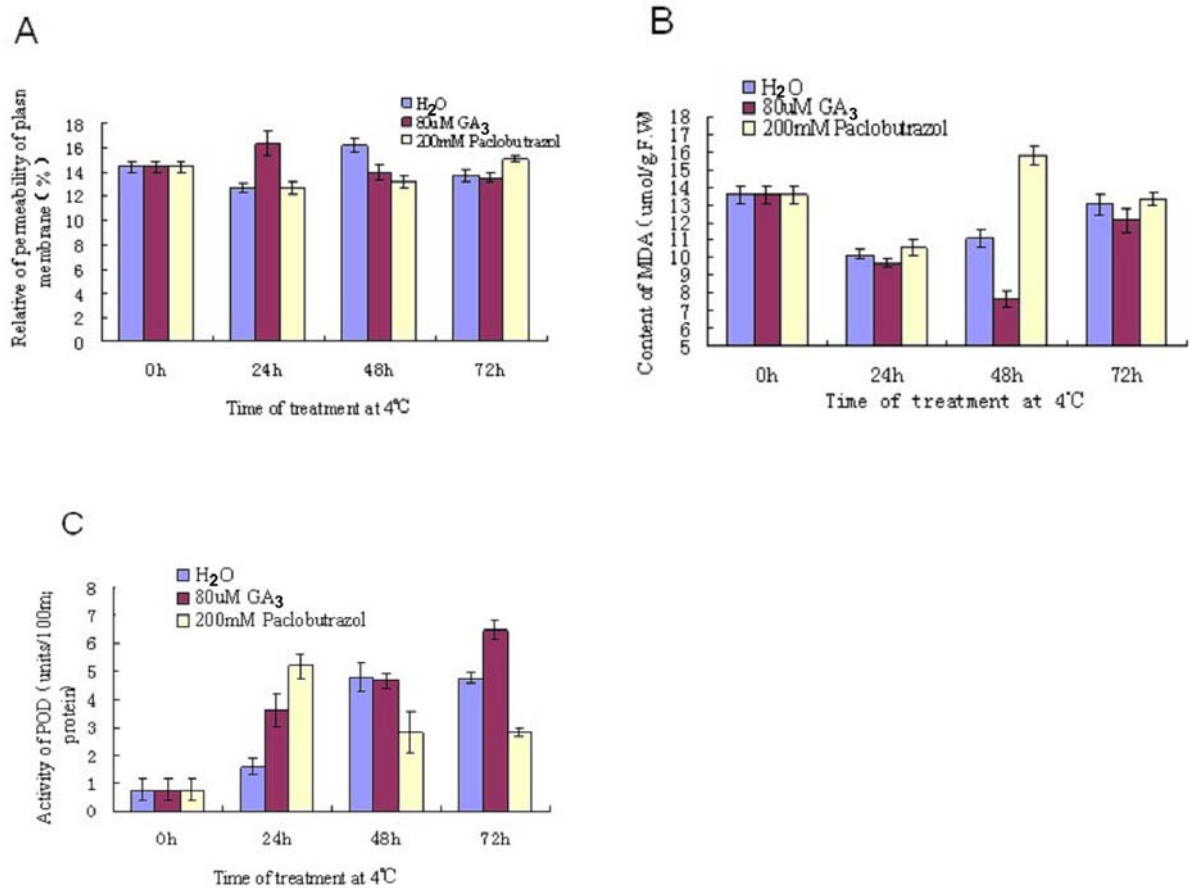 A
H2O
80uM GA3
200mM Paclobutrazol
Relative of permeability of plasn
membrane (%)
18
16
14
12
10
8
6
4
2
0
0h 24h 48h 72h
Time of treatment at 4℃
B
H2O
80uM GA3
200mM Paclobutrazol
Content of MDA (umol/g.F.W)
18
17
16
15
14
13
12
11
10
9
8
7
6
5
0h 24h 48h 72h
Time of treatment at 4℃
C
H2O
80uM GA3
200mM Paclobutrazol
Activity of POD (units/100m;
protein)
8
7
6
5
4
3
2
1
0
0h 24h 48h 72h
Time of treatment at 4℃